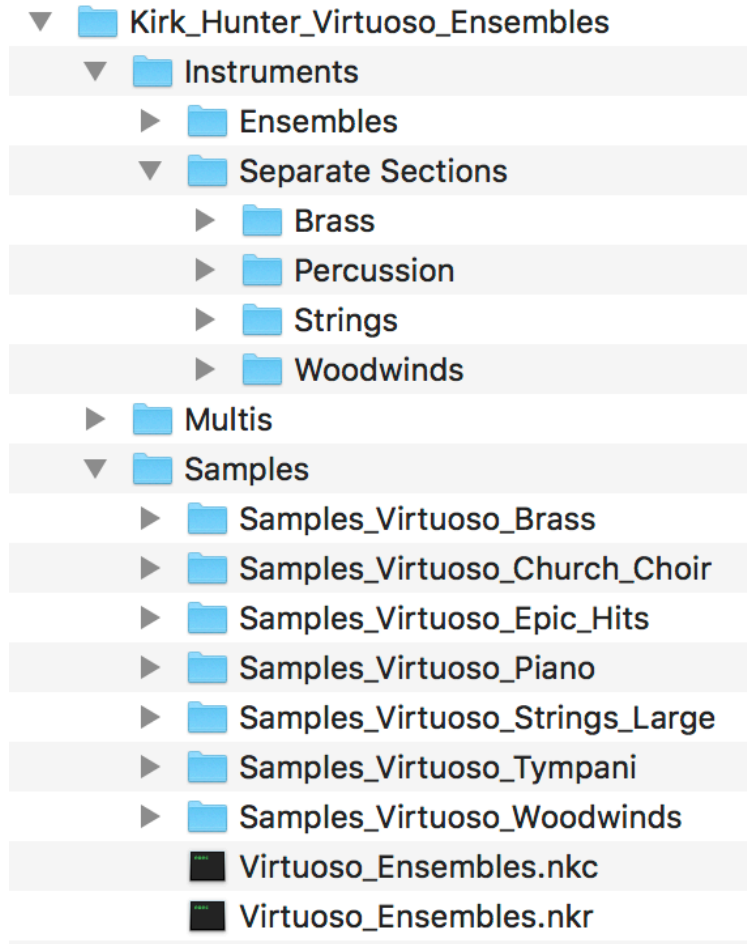 Kirk_Hunter_Virtuoso_Ensembles
Instruments
Ensembles
Separate Sections
Brass
Percussion
Strings
Woodwinds
Multis
Samples
Samples_Virtuoso_Brass
Samples_Virtuoso_Church_Choir
Samples_Virtuoso_Epic_Hits
Samples_Virtuoso_Piano
Samples_Virtuoso_Strings_Large
Samples_Virtuoso_Tympani
Samples_Virtuoso_Woodwinds
Virtuoso_Ensembles.nkc
Virtuoso_Ensembles.nkr